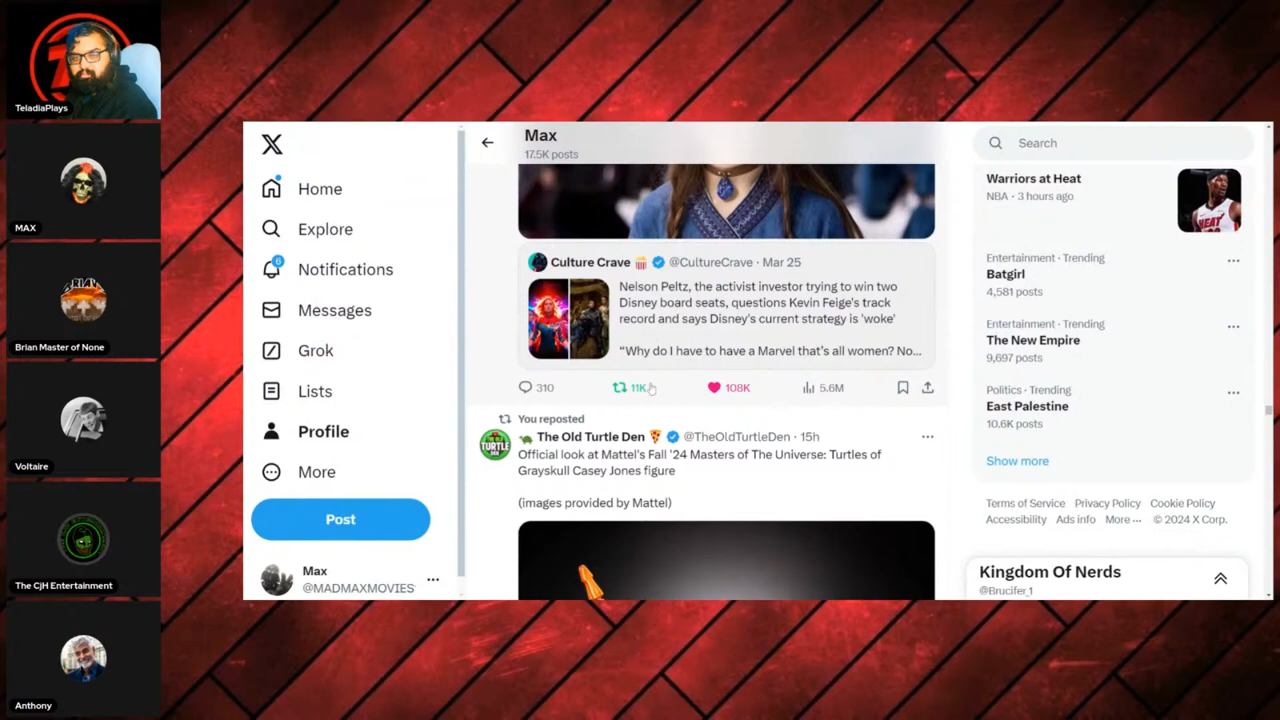 TeladiaPlays
MAX
Brian Master of None
Voltaire
The CjH Entertainment
Anthony
Home
Explore
6
Notifications
Messages
Grok
Lists
Profile
More
Post
Max
@MADMAXMOVIES
Max
17.5K posts
Culture Crave 🍿 @CultureCrave · Mar 25
Nelson Peltz, the activist investor trying to win two
Disney board seats, questions Kevin Feige's track
record and says Disney's current strategy is 'woke'
“Why do I have to have a Marvel that's all women? No...
310
11K
108K
5.6M
You reposted
🐢 The Old Turtle Den 🍕 @TheOldTurtleDen · 15h
Official look at Mattel's Fall '24 Masters of The Universe: Turtles of
Grayskull Casey Jones figure
(images provided by Mattel)
THE OLD
TURTLE
DEN
Search
Warriors at Heat
NBA · 3 hours ago
Entertainment · Trending
Batgirl
4,581 posts
Entertainment · Trending
The New Empire
9,697 posts
Politics · Trending
East Palestine
10.6K posts
Show more
Terms of Service Privacy Policy Cookie Policy
Accessibility Ads info More ··· © 2024 X Corp.
Kingdom Of Nerds
@Brucifer_1